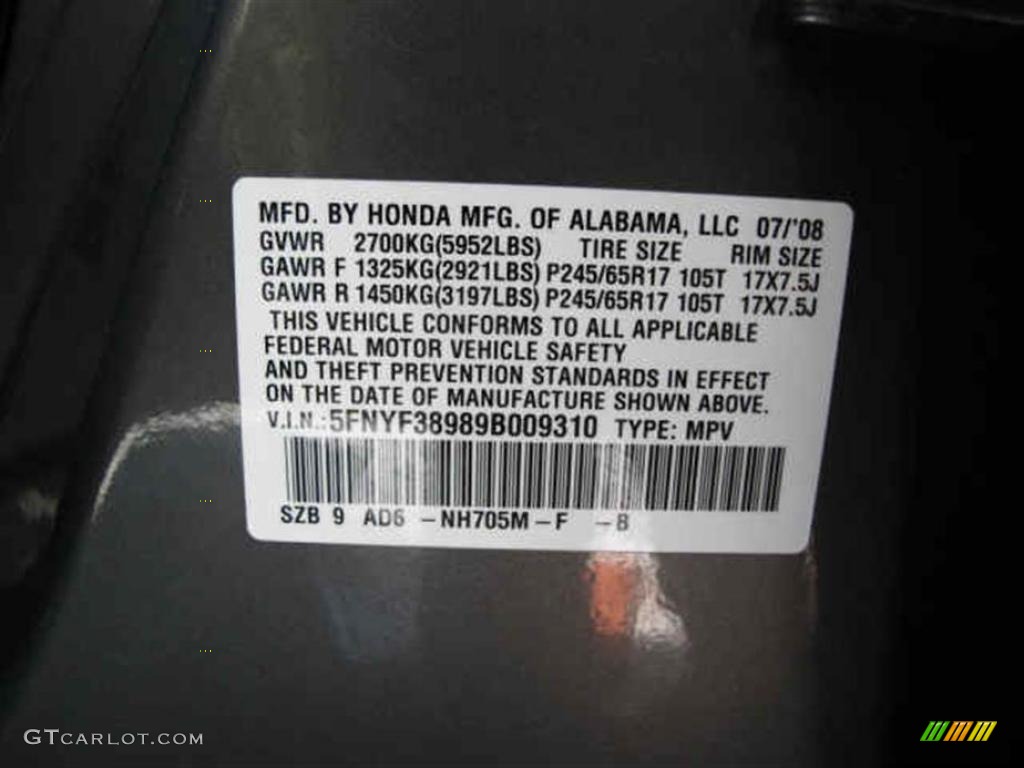 MFD. BY HONDA MFG. OF ALABAMA, LLC 07/'08
GVWR 2700KG(5952LBS) TIRE SIZE RIM SIZE
GAWR F 1325KG(2921LBS) P245/65R17 105T 17X7.5J
GAWR R 1450KG(3197LBS) P245/65R17 105T 17X7.5J
THIS VEHICLE CONFORMS TO ALL APPLICABLE
FEDERAL MOTOR VEHICLE SAFETY
AND THEFT PREVENTION STANDARDS IN EFFECT
ON THE DATE OF MANUFACTURE SHOWN ABOVE.
V.I.N.: 5FNYF38989B009310 TYPE: MPV
SZB 9 AD6 -NH705M-F -B
GTCARLOT.COM